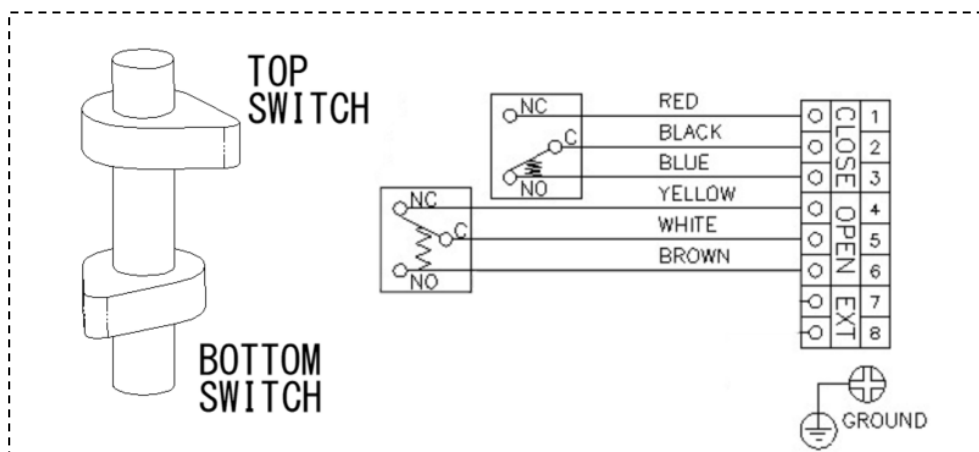 TOP
SWITCH
BOTTOM
SWITCH
NC
C
NO
NC
C
NO
RED
BLACK
BLUE
YELLOW
WHITE
BROWN
CLOSE
OPEN
EXT
1
2
3
4
5
6
7
8
GROUND